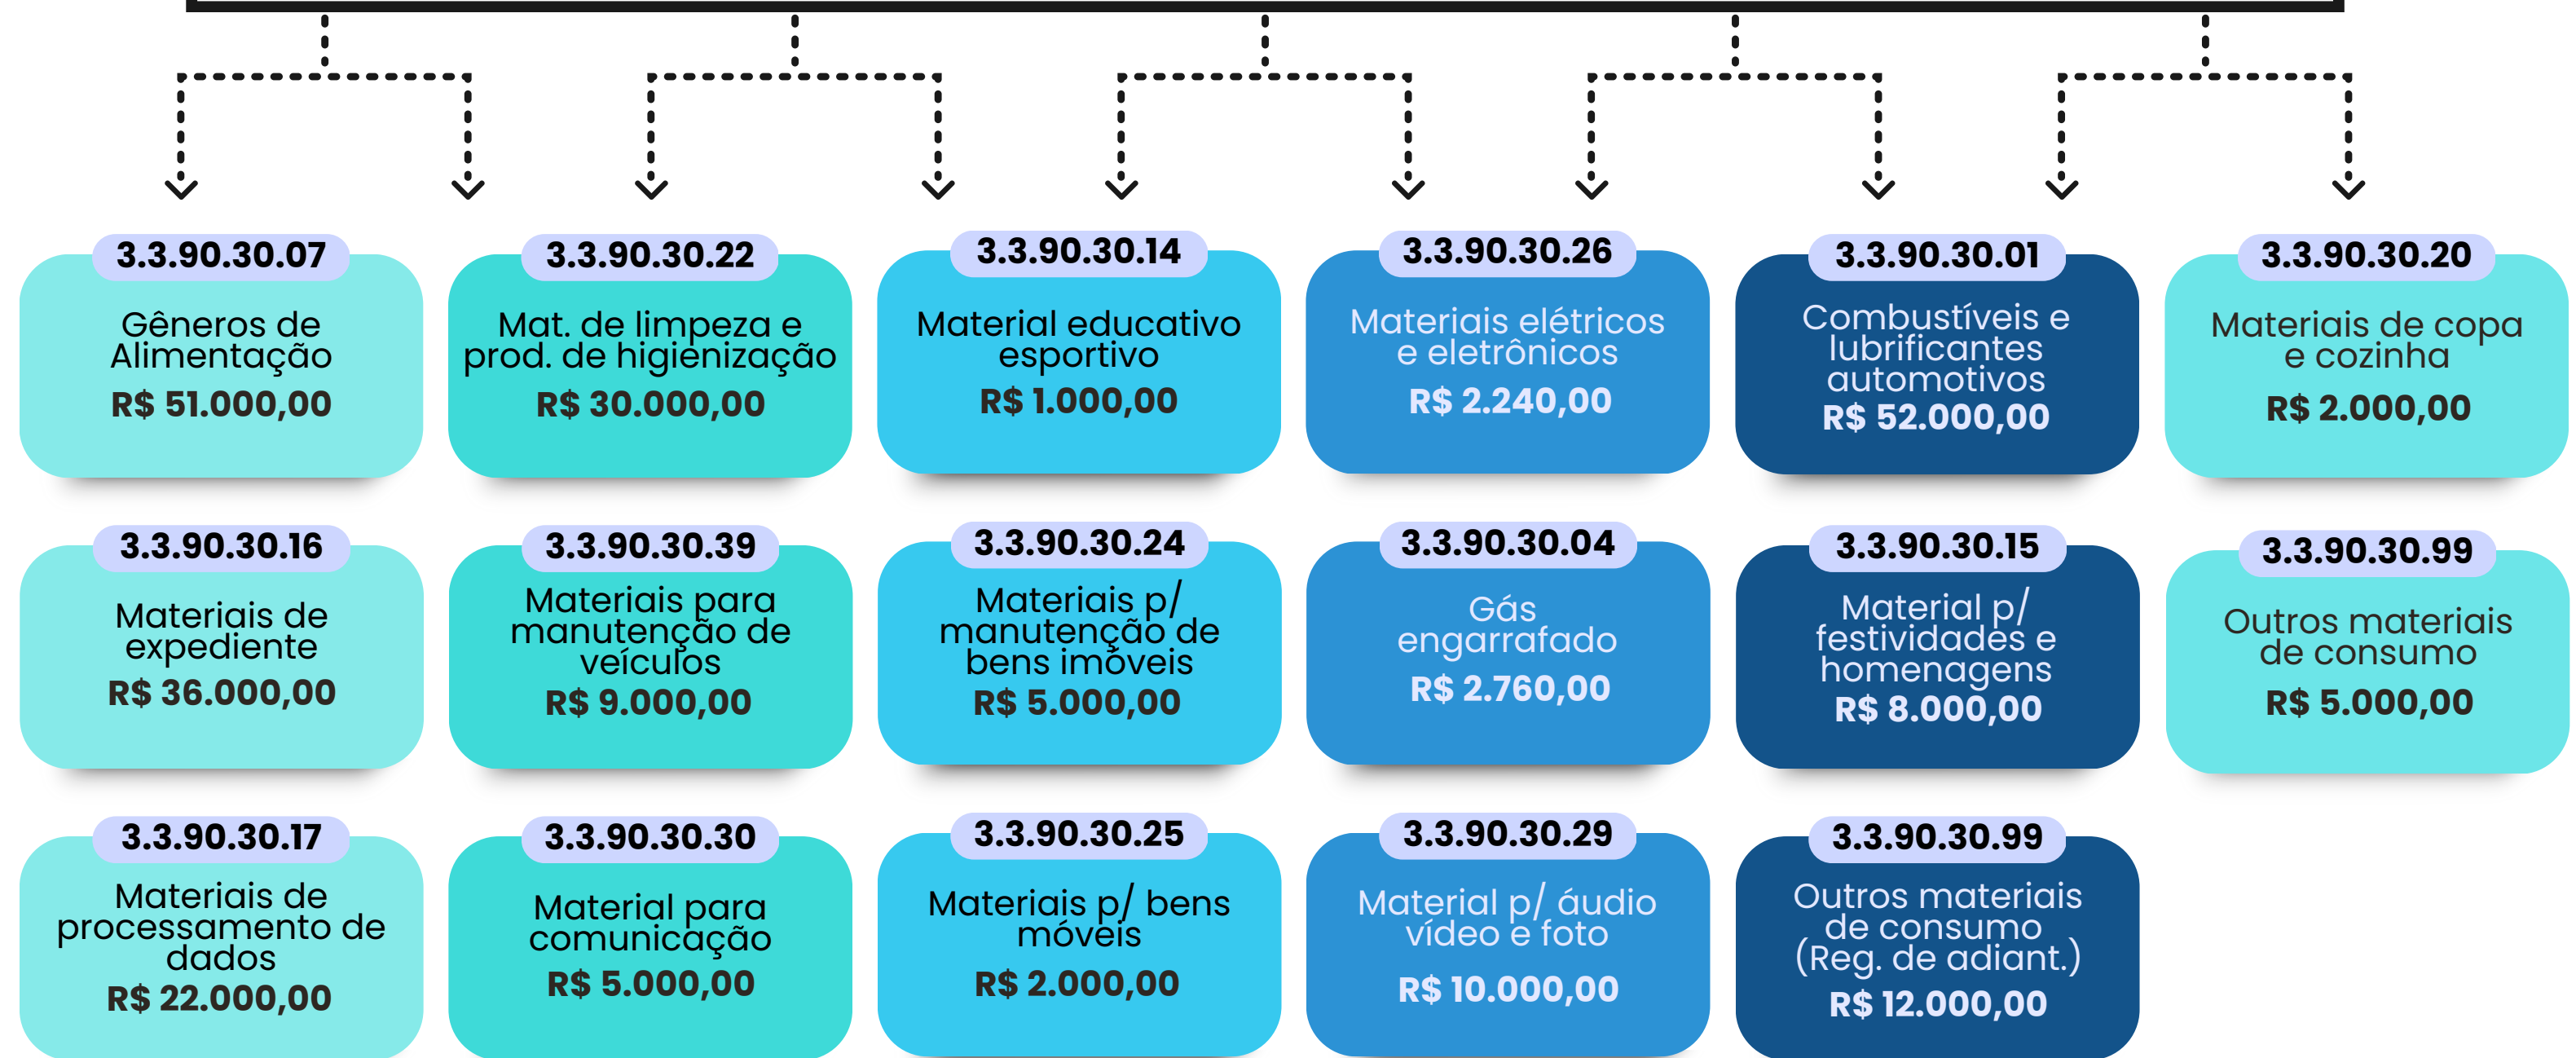 3.3.90.30.07
Gêneros de
Alimentação
R$ 51.000,00
3.3.90.30.22
Mat. de limpeza e
prod. de higienização
R$ 30.000,00
3.3.90.30.14
Material educativo
esportivo
R$ 1.000,00
3.3.90.30.26
Materiais elétricos
e eletrônicos
R$ 2.240,00
3.3.90.30.01
Combustíveis e
lubrificantes
automotivos
R$ 52.000,00
3.3.90.30.20
Materiais de copa
e cozinha
R$ 2.000,00
3.3.90.30.16
Materiais de
expediente
R$ 36.000,00
3.3.90.30.39
Materiais para
manutenção de
veículos
R$ 9.000,00
3.3.90.30.24
Materiais p/
manutenção de
bens imóveis
R$ 5.000,00
3.3.90.30.04
Gás
engarrafado
R$ 2.760,00
3.3.90.30.15
Material p/
festividades e
homenagens
R$ 8.000,00
3.3.90.30.99
Outros materiais
de consumo
R$ 5.000,00
3.3.90.30.17
Materiais de
processamento de
dados
R$ 22.000,00
3.3.90.30.30
Material para
comunicação
R$ 5.000,00
3.3.90.30.25
Materiais p/ bens
móveis
R$ 2.000,00
3.3.90.30.29
Material p/ áudio
vídeo e foto
R$ 10.000,00
3.3.90.30.99
Outros materiais
de consumo
(Reg. de adiant.)
R$ 12.000,00